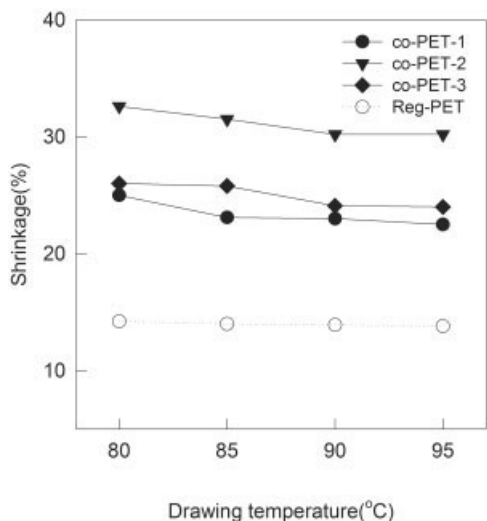 40
30
20
10
Shrinkage(%)
co-PET-1
co-PET-2
co-PET-3
Reg-PET
80 85 90 95
Drawing temperature(°C)